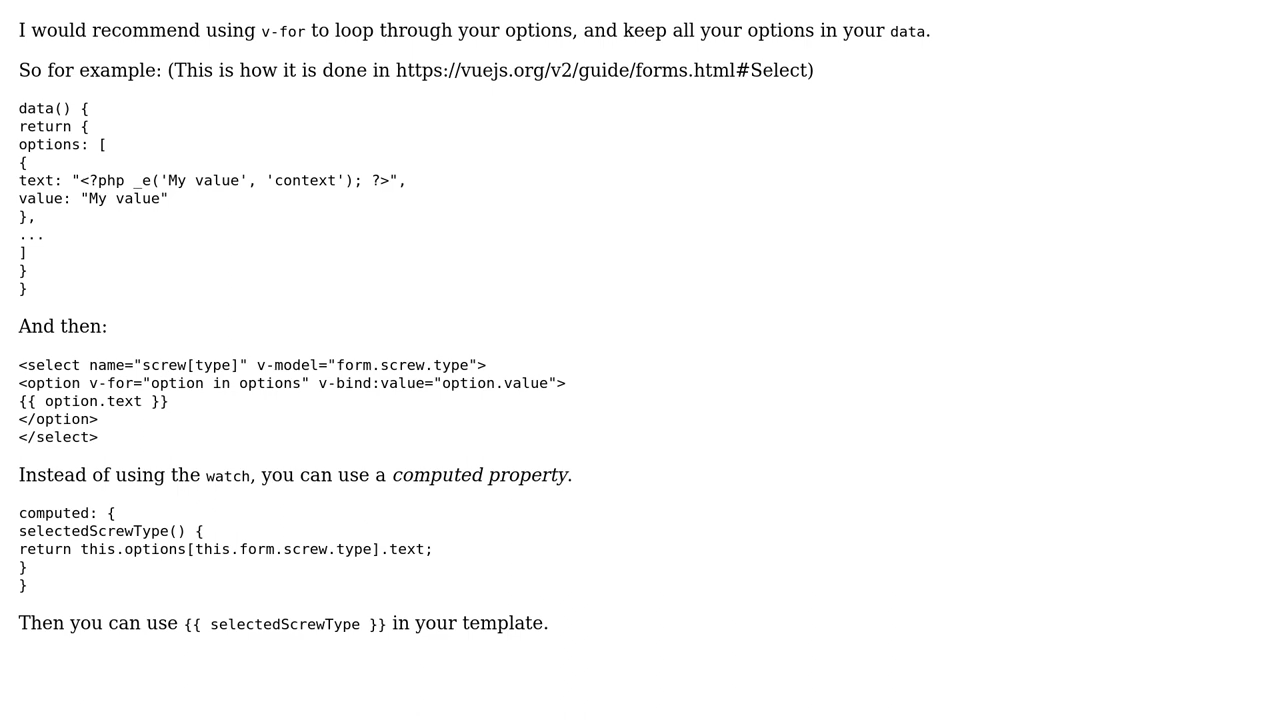 I would recommend using v-for to loop through your options, and keep all your options in your data.
So for example: (This is how it is done in https://vuejs.org/v2/guide/forms.html#Select)
data() {
return {
options: [
{
text: "<?php _e('My value', 'context'); ?>",
value: "My value"
},
...
]
}
}
And then:
<select name="screw[type]" v-model="form.screw.type">
<option v-for="option in options" v-bind:value="option.value">
{{ option.text }}
</option>
</select>
Instead of using the watch, you can use a computed property.
computed: {
selectedScrewType() {
return this.options[this.form.screw.type].text;
}
}
Then you can use {{ selectedScrewType }} in your template.